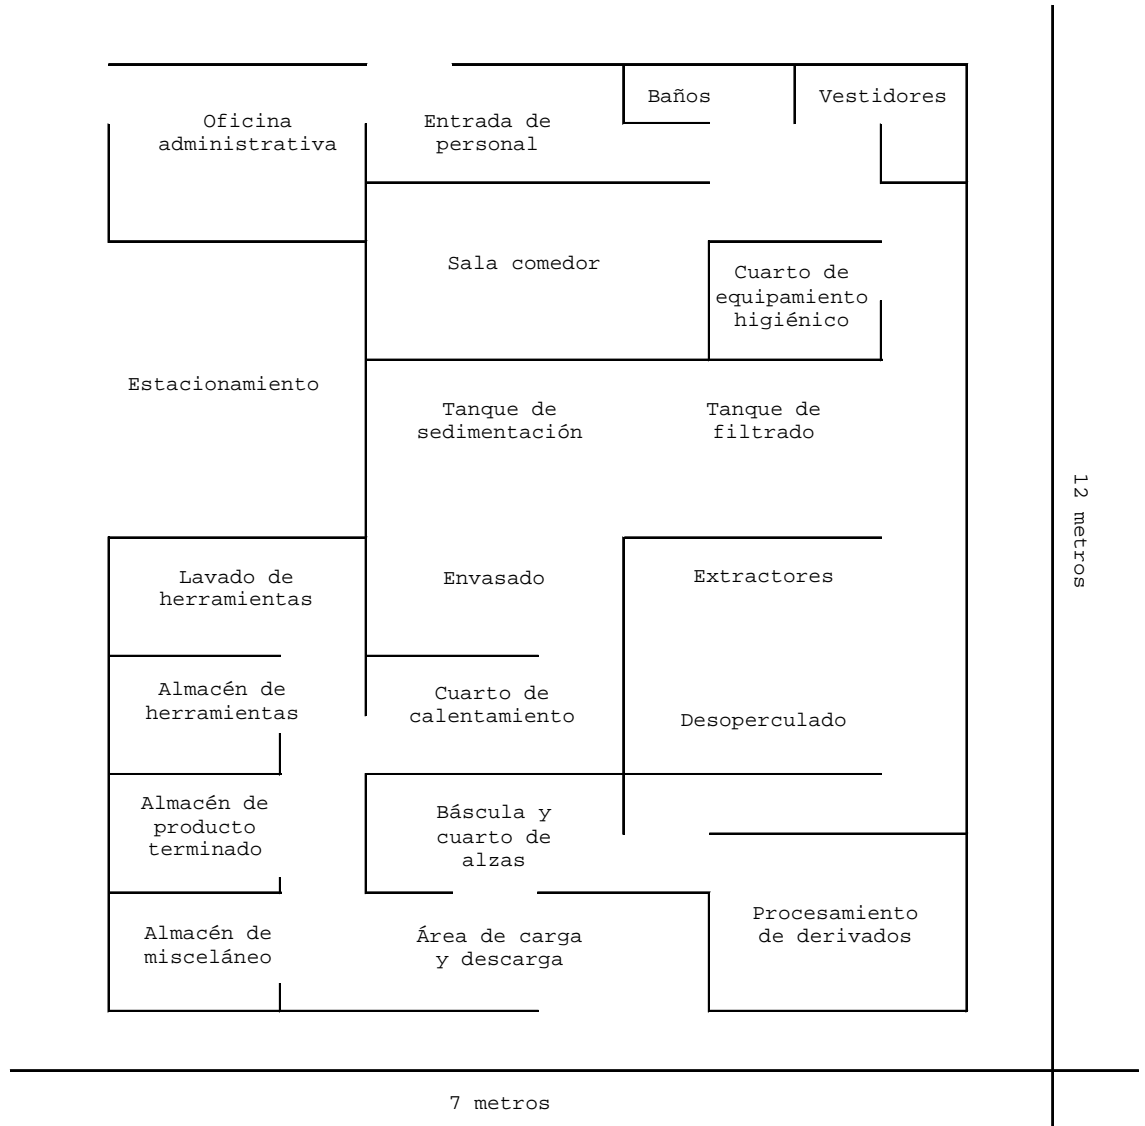 Baños
Vestidores
Oficina
administrativa
Entrada de
personal
Sala comedor
Cuarto de
equipamiento
higiénico
Estacionamiento
Tanque de
sedimentación
Tanque de
filtrado
12 metros
Lavado de
herramientas
Envasado
Extractores
Almacén de
herramientas
Cuarto de
calentamiento
Desoperculado
Almacén de
producto
terminado
Báscula y
cuarto de
alzas
Procesamiento
de derivados
Almacén de
misceláneo
Área de carga
y descarga
7 metros